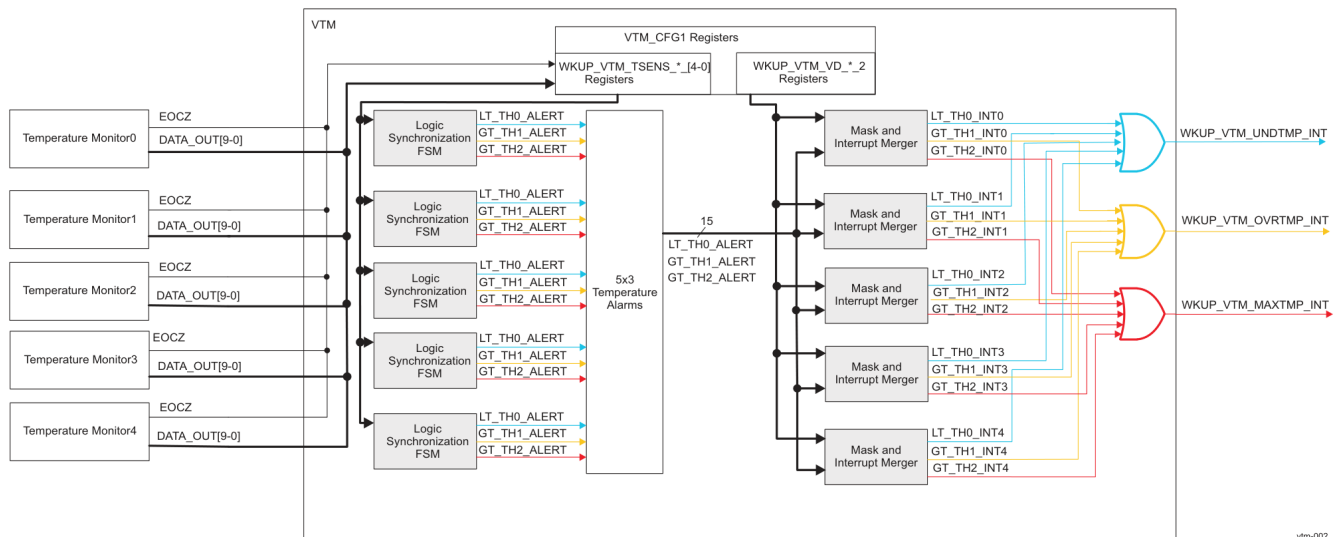 VTM
VTM_CFG1 Registers
WKUP_VTM_TSENS_*_[4-0]
Registers
WKUP_VTM_VD_*_2
Registers
Temperature Monitor0
EOCZ
DATA_OUT[9-0]
Temperature Monitor1
EOCZ
DATA_OUT[9-0]
Temperature Monitor2
EOCZ
DATA_OUT[9-0]
Temperature Monitor3
EOCZ
DATA_OUT[9-0]
Temperature Monitor4
EOCZ
DATA_OUT[9-0]
Logic
Synchronization
FSM
LT_TH0_ALERT
GT_TH1_ALERT
GT_TH2_ALERT
Logic
Synchronization
FSM
LT_TH0_ALERT
GT_TH1_ALERT
GT_TH2_ALERT
Logic
Synchronization
FSM
LT_TH0_ALERT
GT_TH1_ALERT
GT_TH2_ALERT
Logic
Synchronization
FSM
LT_TH0_ALERT
GT_TH1_ALERT
GT_TH2_ALERT
Logic
Synchronization
FSM
LT_TH0_ALERT
GT_TH1_ALERT
GT_TH2_ALERT
5x3
Temperature
Alarms
15
LT_TH0_ALERT
GT_TH1_ALERT
GT_TH2_ALERT
Mask and
Interrupt Merger
LT_TH0_INT0
GT_TH1_INT0
GT_TH2_INT0
Mask and
Interrupt Merger
LT_TH0_INT1
GT_TH1_INT1
GT_TH2_INT1
Mask and
Interrupt Merger
LT_TH0_INT2
GT_TH1_INT2
GT_TH2_INT2
Mask and
Interrupt Merger
LT_TH0_INT3
GT_TH1_INT3
GT_TH2_INT3
Mask and
Interrupt Merger
LT_TH0_INT4
GT_TH1_INT4
GT_TH2_INT4
WKUP_VTM_UNDTMP_INT
WKUP_VTM_OVRTMP_INT
WKUP_VTM_MAXTMP_INT
vtm-002